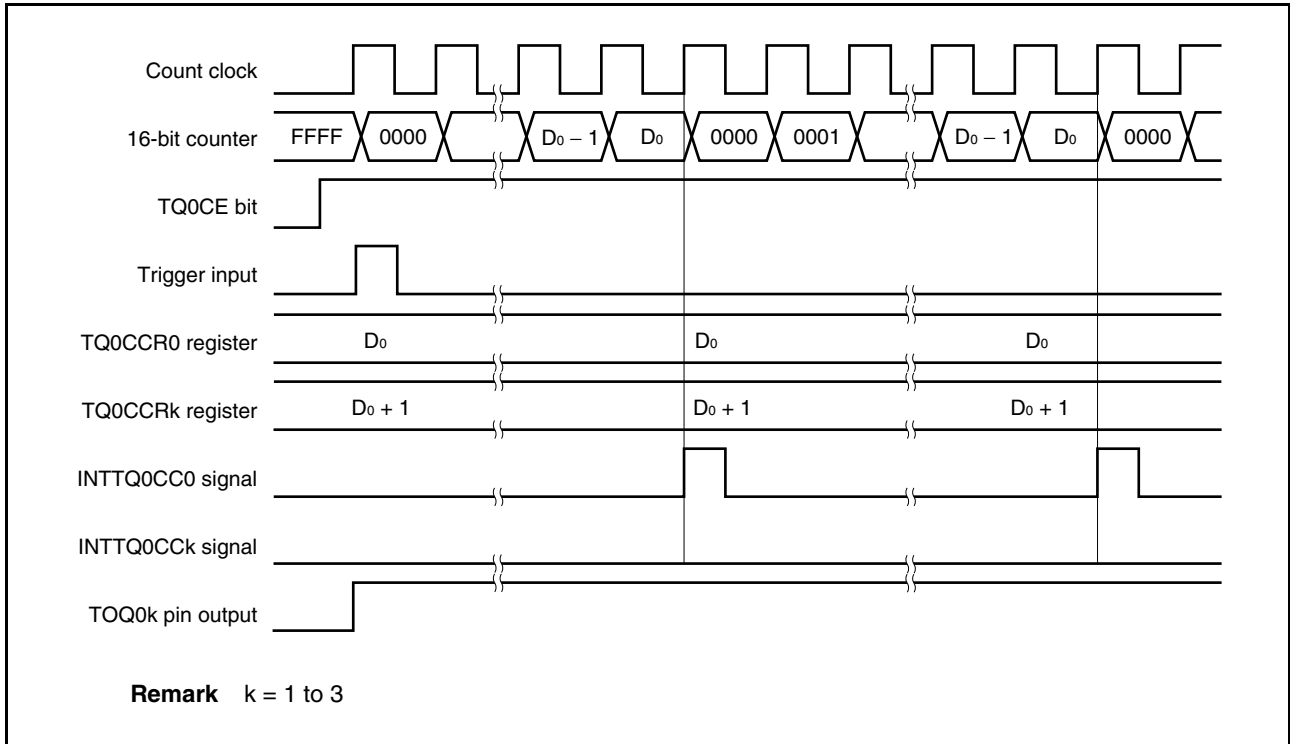 Count clock
16-bit counter FFFF 0000 D₀ − 1 D₀ 0000 0001 D₀ − 1 D₀ 0000
TQ0CE bit
Trigger input
TQ0CCR0 register D₀ D₀ D₀
TQ0CCRk register D₀ + 1 D₀ + 1 D₀ + 1
INTTQ0CC0 signal
INTTQ0CCk signal
TOQ0k pin output
Remark k = 1 to 3